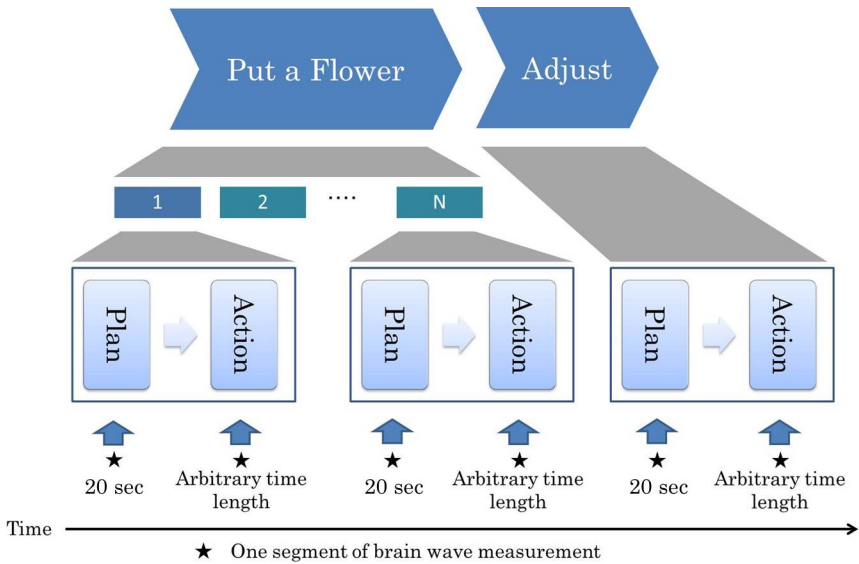 Put a Flower
Adjust
1
2
....
N
Plan
Action
Plan
Action
Plan
Action
★
★
★
★
★
★
20 sec
Arbitrary time
length
20 sec
Arbitrary time
length
20 sec
Arbitrary time
length
Time
★ One segment of brain wave measurement